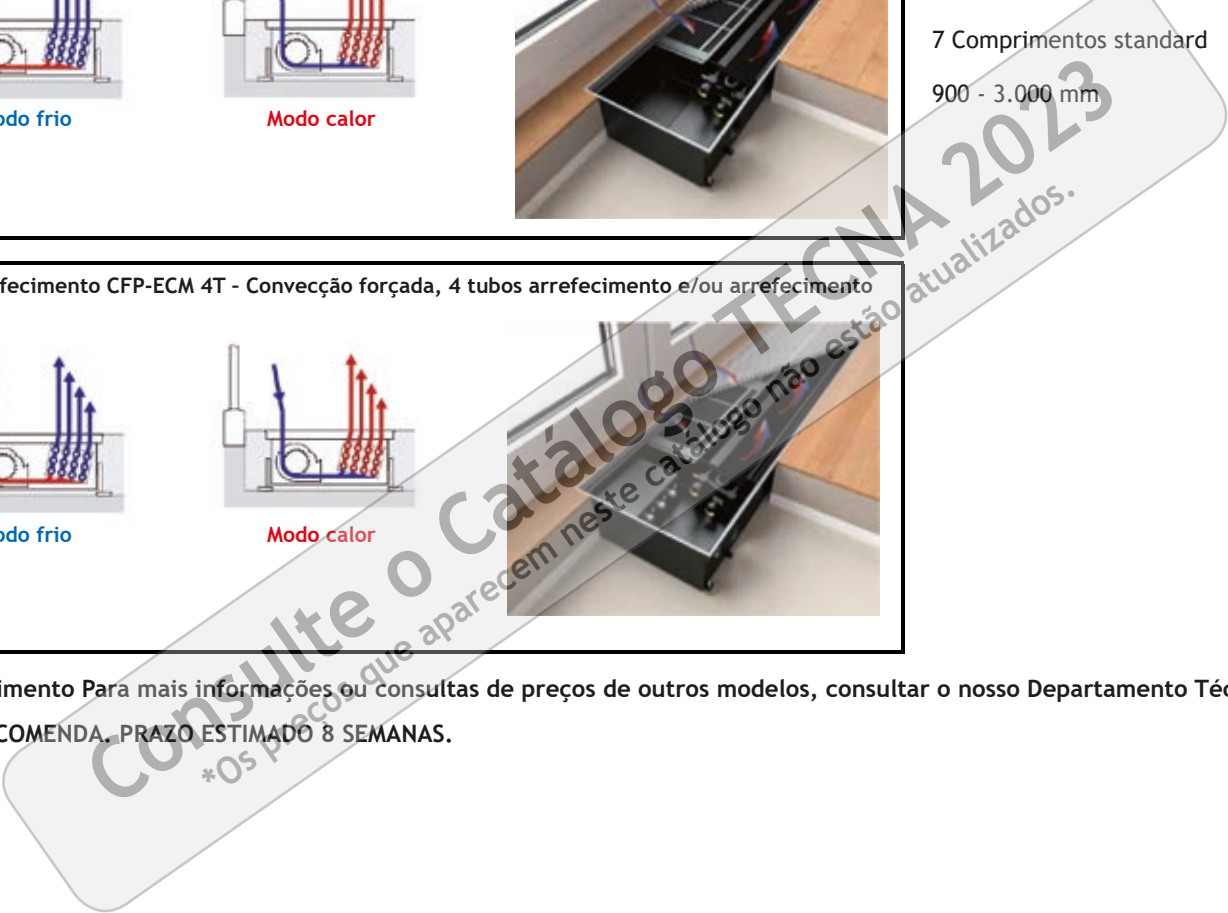 7 Comprimentos standard
900 - 3.000 mm
odo frio
Modo calor
fecimento CFP-ECM 4T - Convecção forçada, 4 tubos arrefecimento e/ou arrefecimento
odo frio
Modo calor
imento Para mais informações ou consultas de preços de outros modelos, consultar o nosso Departamento Téc
COMENDA. PRAZO ESTIMADO 8 SEMANAS.
Consulte o Catálogo TECNA 2023
*Os preços que aparecem neste catálogo não estão atualizados.